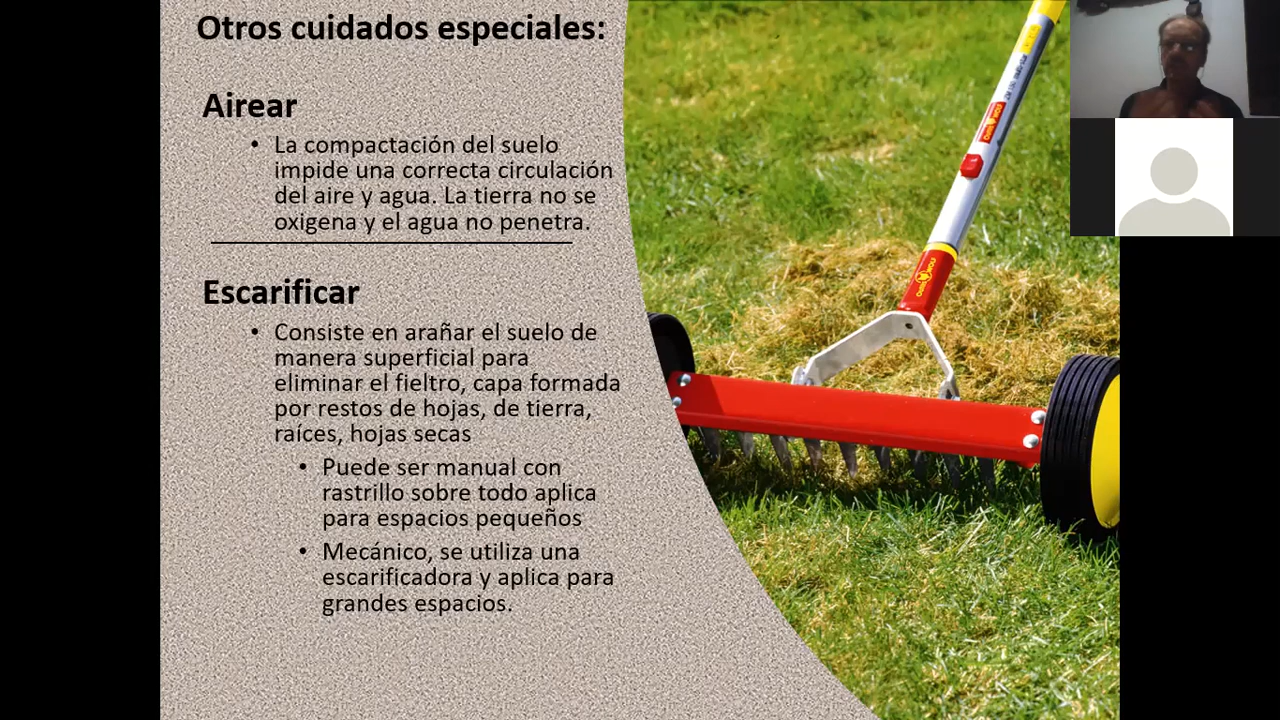 Otros cuidados especiales:
Airear
• La compactación del suelo
impide una correcta circulación
del aire y agua. La tierra no se
oxigena y el agua no penetra.
Escarificar
• Consiste en arañar el suelo de
manera superficial para
eliminar el fieltro, capa formada
por restos de hojas, de tierra,
raíces, hojas secas
• Puede ser manual con
rastrillo sobre todo aplica
para espacios pequeños
• Mecánico, se utiliza una
escarificadora y aplica para
grandes espacios.